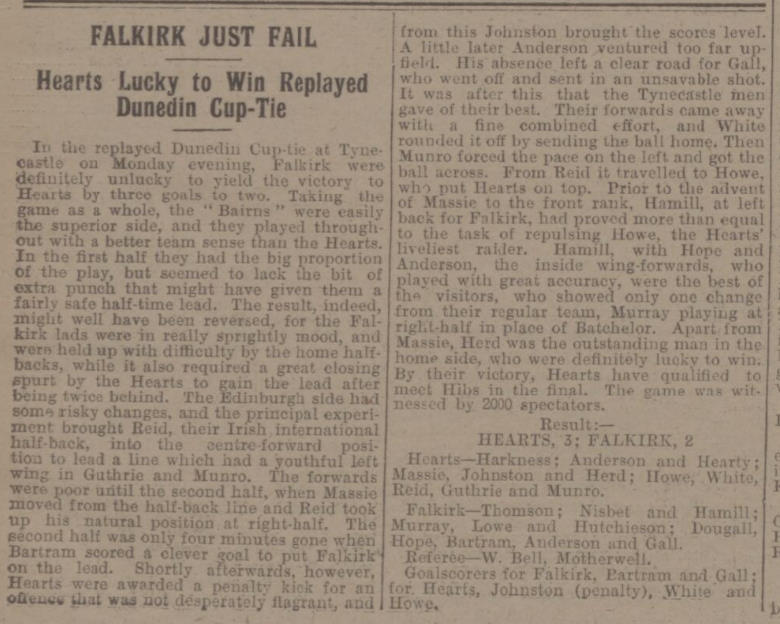 FALKIRK JUST FAIL
Hearts Lucky to Win Replayed
Dunedin Cup-Tie
In the replayed Dunedin Cup-tie at Tyne-
castle on Monday evening, Falkirk were
definitely unlucky to yield the victory to
Hearts by three goals to two. Taking the
game as a whole, the "Bairns" were easily
the superior side, and they played through-
out with a better team sense than the Hearts.
In the first half they had the big proportion
of the play, but seemed to lack the bit of
extra punch that might have given them a
fairly safe half-time lead. The result, indeed,
might well have been reversed, for the Fal-
kirk lads were in really sprightly mood, and
were held up with difficulty by the home half-
backs, while it also required a great closing
spurt by the Hearts to gain the lead after
being twice behind. The Edinburgh side had
some risky changes, and the principal experi-
ment brought Reid, their Irish international
half-back, into the centre-forward posi-
tion to lead a line which had a youthful left
wing in Guthrie and Munro. The forwards
were poor until the second half, when Massie
moved from the half-back line and Reid took
up his natural position at right-half. The
second half was only four minutes gone when
Bartram scored a clever goal to put Falkirk
on the lead. Shortly afterwards, however,
Hearts were awarded a penalty kick for an
offence that was not desperately flagrant, and
from this Johnston brought the scores level.
A little later Anderson ventured too far up-
field. His absence left a clear road for Gall,
who went off and sent in an unsavable shot.
It was after this that the Tynecastle men
gave of their best. Their forwards came away
with a fine combined effort, and White
rounded it off by sending the ball home. Then
Munro forced the pace on the left and got the
ball across. From Reid it travelled to Howe,
who put Hearts on top. Prior to the advent
of Massie to the front rank, Hamill, at left
back for Falkirk, had proved more than equal
to the task of repulsing Howe, the Hearts'
liveliest raider. Hamill, with Hope and
Anderson, the inside wing-forwards, who
played with great accuracy, were the best of
the visitors, who showed only one change
from their regular team, Murray playing at
right-half in place of Batchelor. Apart from
Massie, Herd was the outstanding man in the
home side, who were definitely lucky to win.
By their victory, Hearts have qualified to
meet Hibs in the final. The game was wit-
nessed by 2000 spectators.
Result:—
HEARTS, 3; FALKIRK, 2
Hearts—Harkness; Anderson and Hearty;
Massie, Johnston and Herd; Howe, White,
Reid, Guthrie and Munro.
Falkirk—Thomson; Nisbet and Hamill;
Murray, Lowe and Hutchieson; Dougall,
Hope, Bartram, Anderson and Gall.
Referee—W. Bell, Motherwell.
Goalscorers for Falkirk, Bartram and Gall;
for Hearts, Johnston (penalty), White and
Howe.